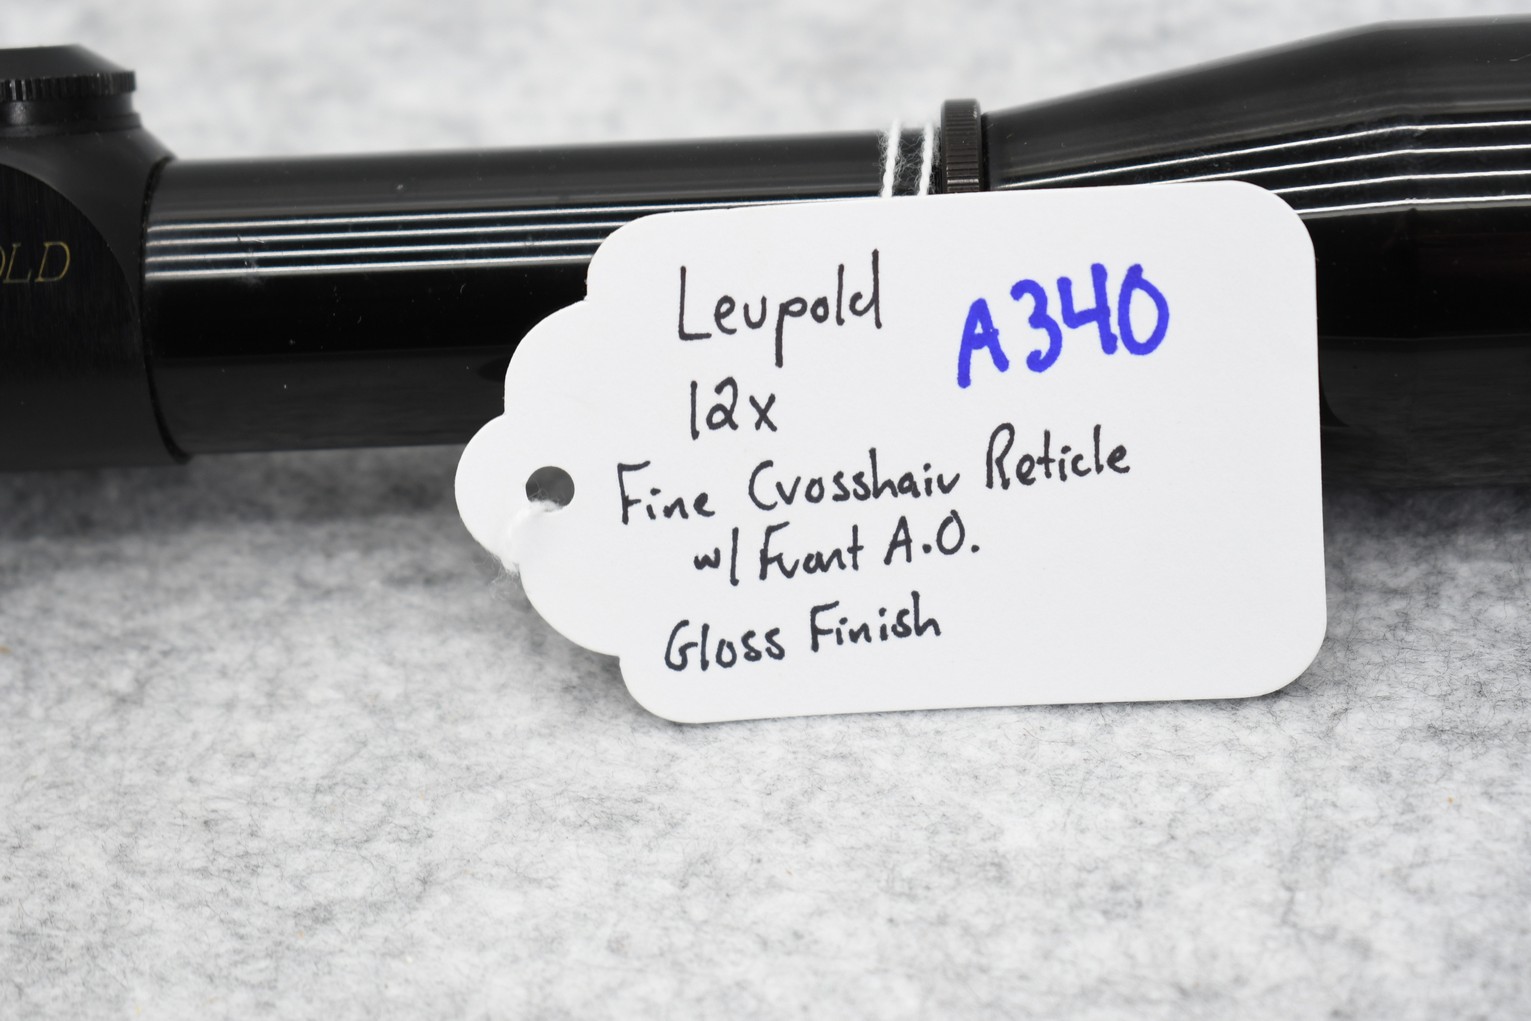 OLD
Leupold
A340
12x
Fine Crosshair Reticle
w/ Front A.O.
Gloss Finish